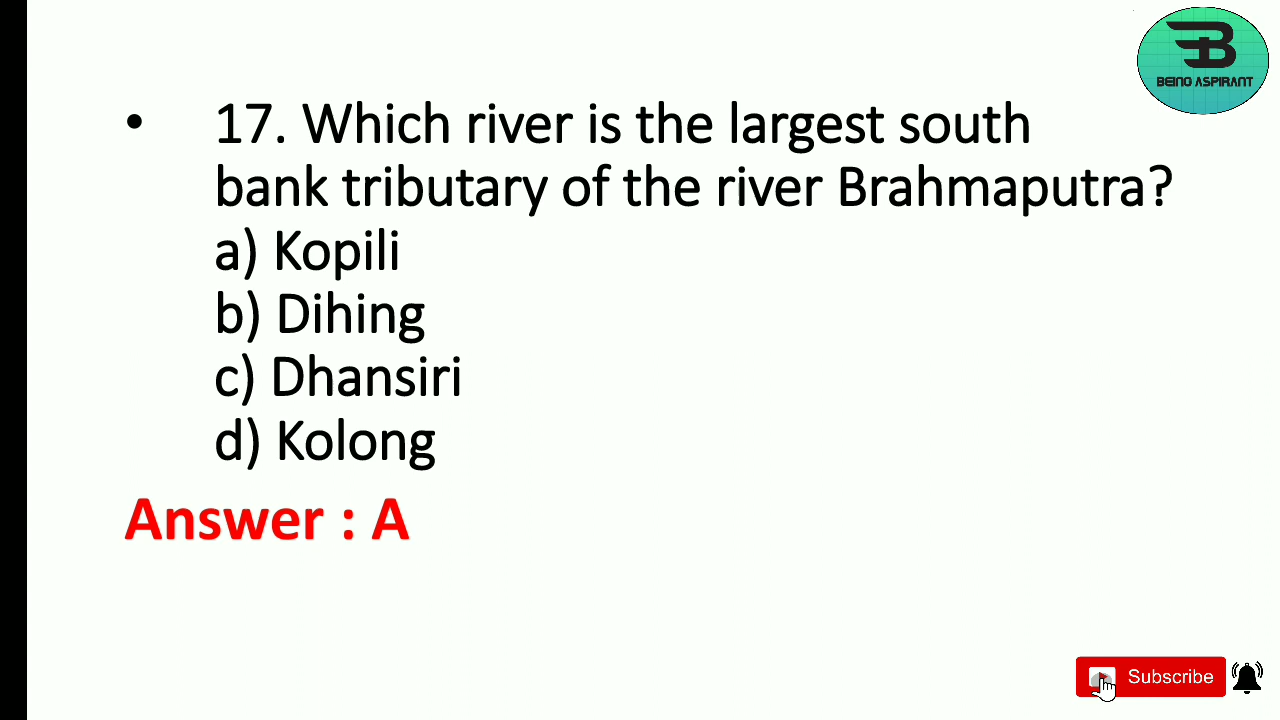 BEING ASPIRANT
• 17. Which river is the largest south
bank tributary of the river Brahmaputra?
a) Kopili
b) Dihing
c) Dhansiri
d) Kolong
Answer : A
Subscribe